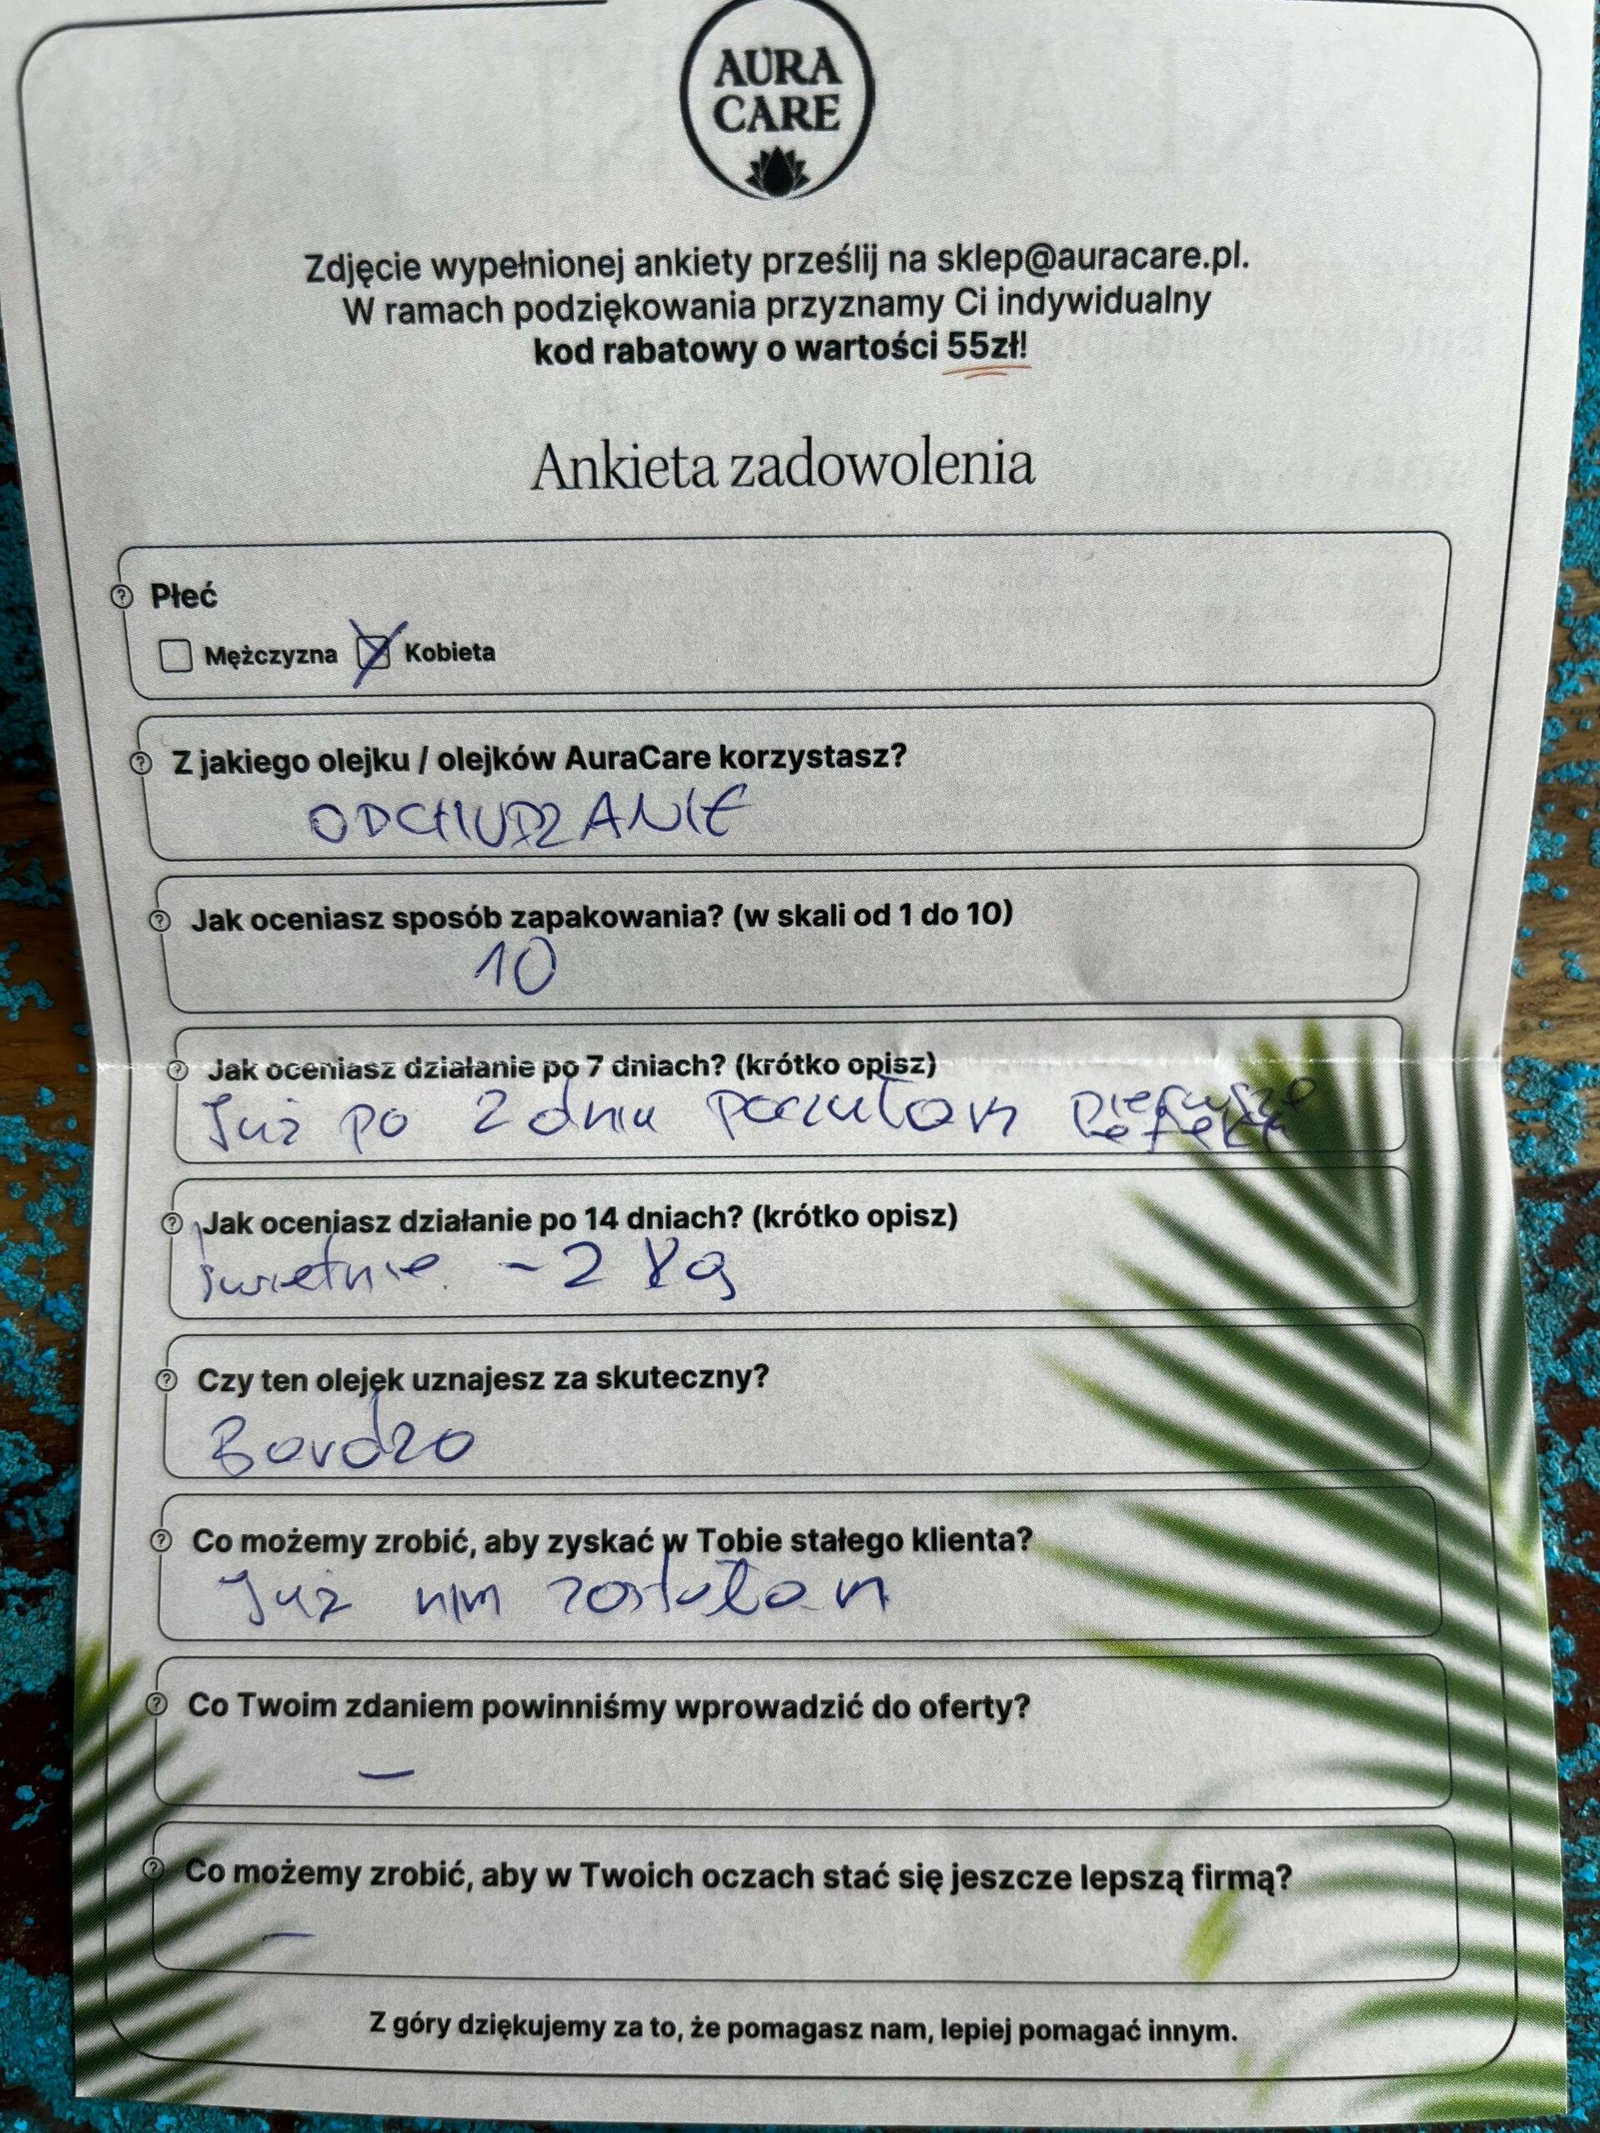 AURA
CARE
Zdjęcie wypełnionej ankiety prześlij na sklep@auracare.pl.
W ramach podziękowania przyznamy Ci indywidualny
kod rabatowy o wartości 55zł!
Ankieta zadowolenia
Płeć
Mężczyzna Kobieta
Z jakiego olejku / olejków AuraCare korzystasz?
ODCHUDZANIE
Jak oceniasz sposób zapakowania? (w skali od 1 do 10)
10
Jak oceniasz działanie po 7 dniach? (krótko opisz)
Już po 2 dniu poczułam pierwsze
efekty
Jak oceniasz działanie po 14 dniach? (krótko opisz)
świetnie. - 2 kg
Czy ten olejek uznajesz za skuteczny?
Bardzo
Co możemy zrobić, aby zyskać w Tobie stałego klienta?
Już nim zostałam
Co Twoim zdaniem powinniśmy wprowadzić do oferty?
–
Co możemy zrobić, aby w Twoich oczach stać się jeszcze lepszą firmą?
–
Z góry dziękujemy za to, że pomagasz nam, lepiej pomagać innym.